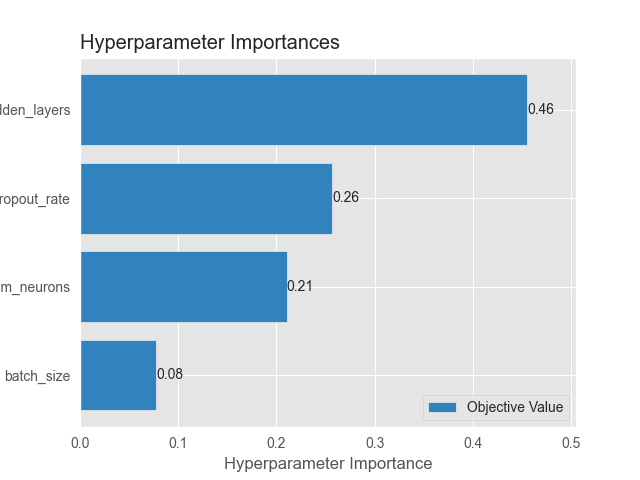 Hyperparameter Importances
dden_layers
0.46
ropout_rate
0.26
m_neurons
0.21
batch_size
0.08
Objective Value
0.0 0.1 0.2 0.3 0.4 0.5
Hyperparameter Importance